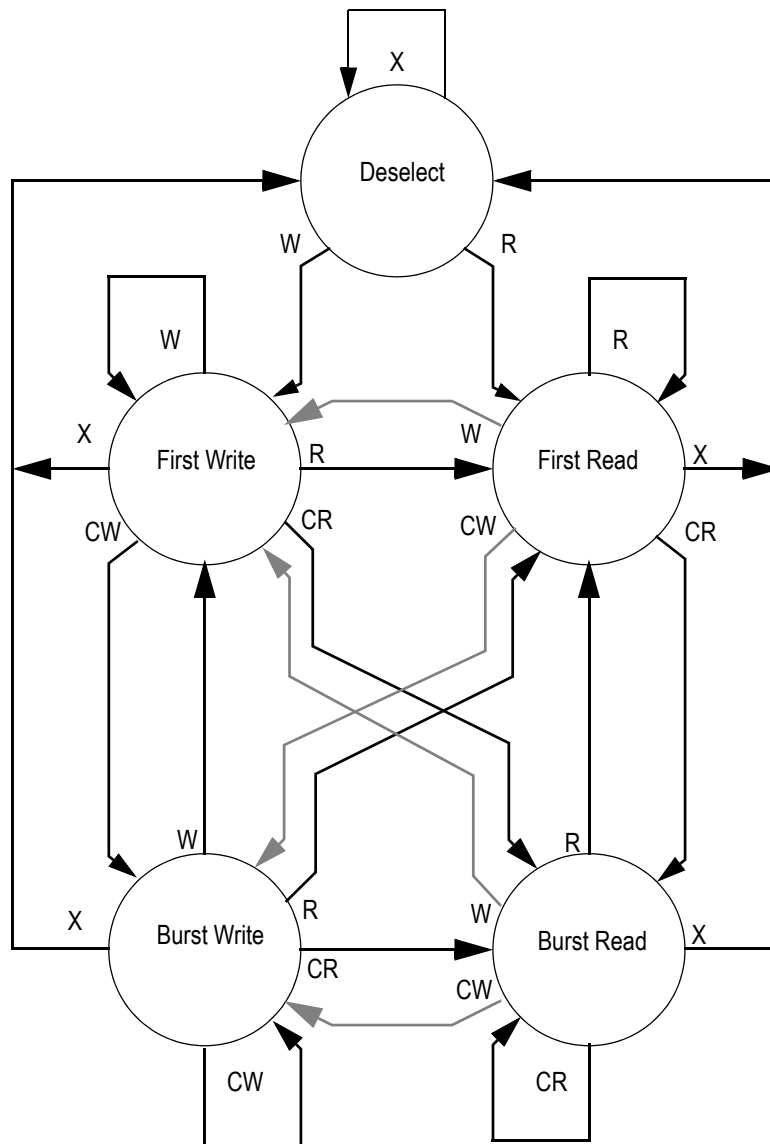 X
Deselect
W
R
W
R
X
W
First Write
R
First Read
X
CW
CR
CW
CR
W
R
X
R
W
Burst Write
Burst Read
X
CR
CW
CW
CR